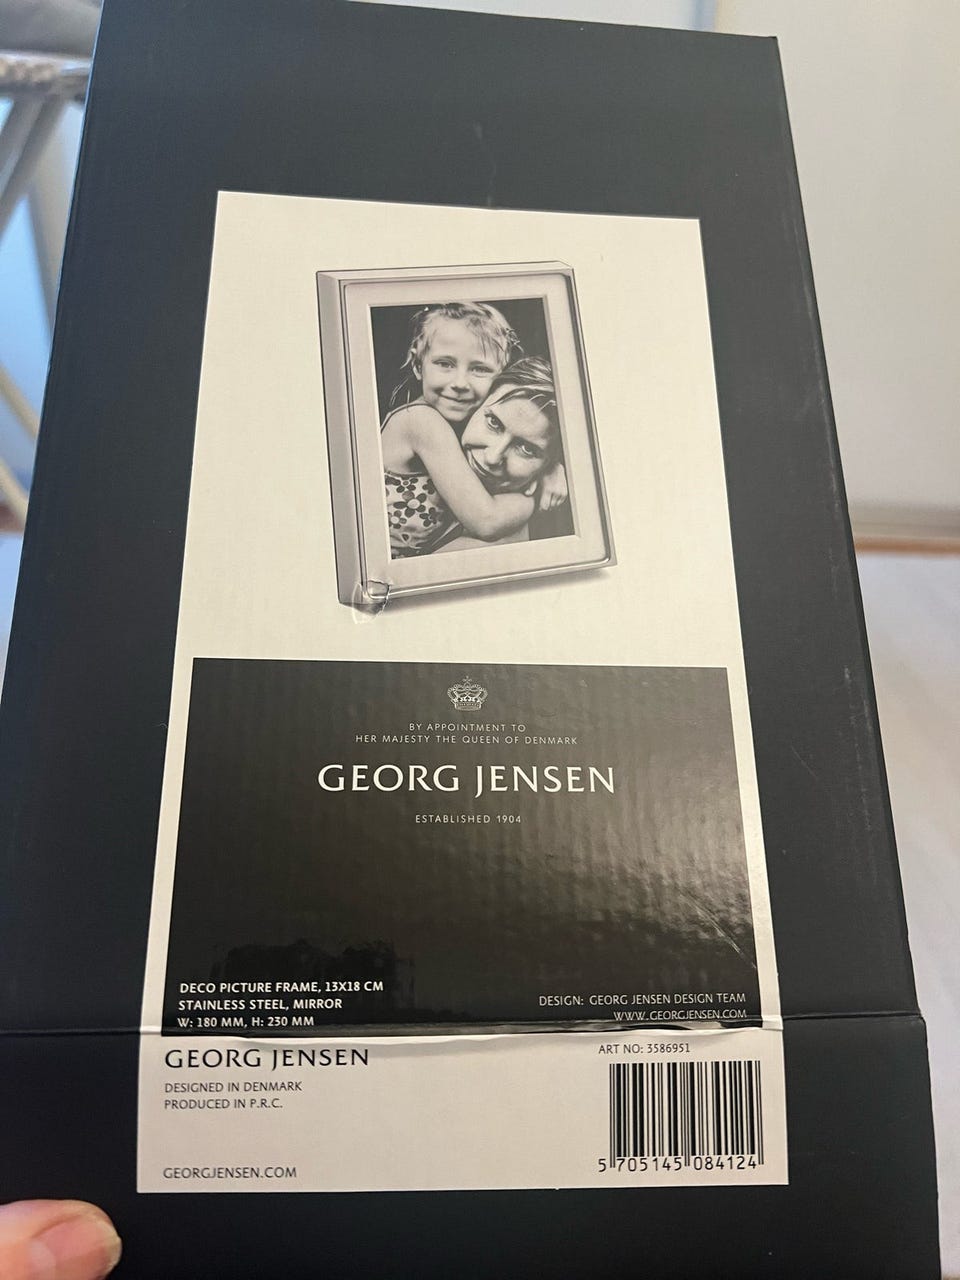 BY APPOINTMENT TO
HER MAJESTY THE QUEEN OF DENMARK
GEORG JENSEN
ESTABLISHED 1904
DECO PICTURE FRAME, 13X18 CM
STAINLESS STEEL, MIRROR
W: 180 MM, H: 230 MM
DESIGN: GEORG JENSEN DESIGN TEAM
WWW.GEORGJENSEN.COM
GEORG JENSEN
DESIGNED IN DENMARK
PRODUCED IN P.R.C.
GEORGJENSEN.COM
ART NO: 3586951
5 705145 084124